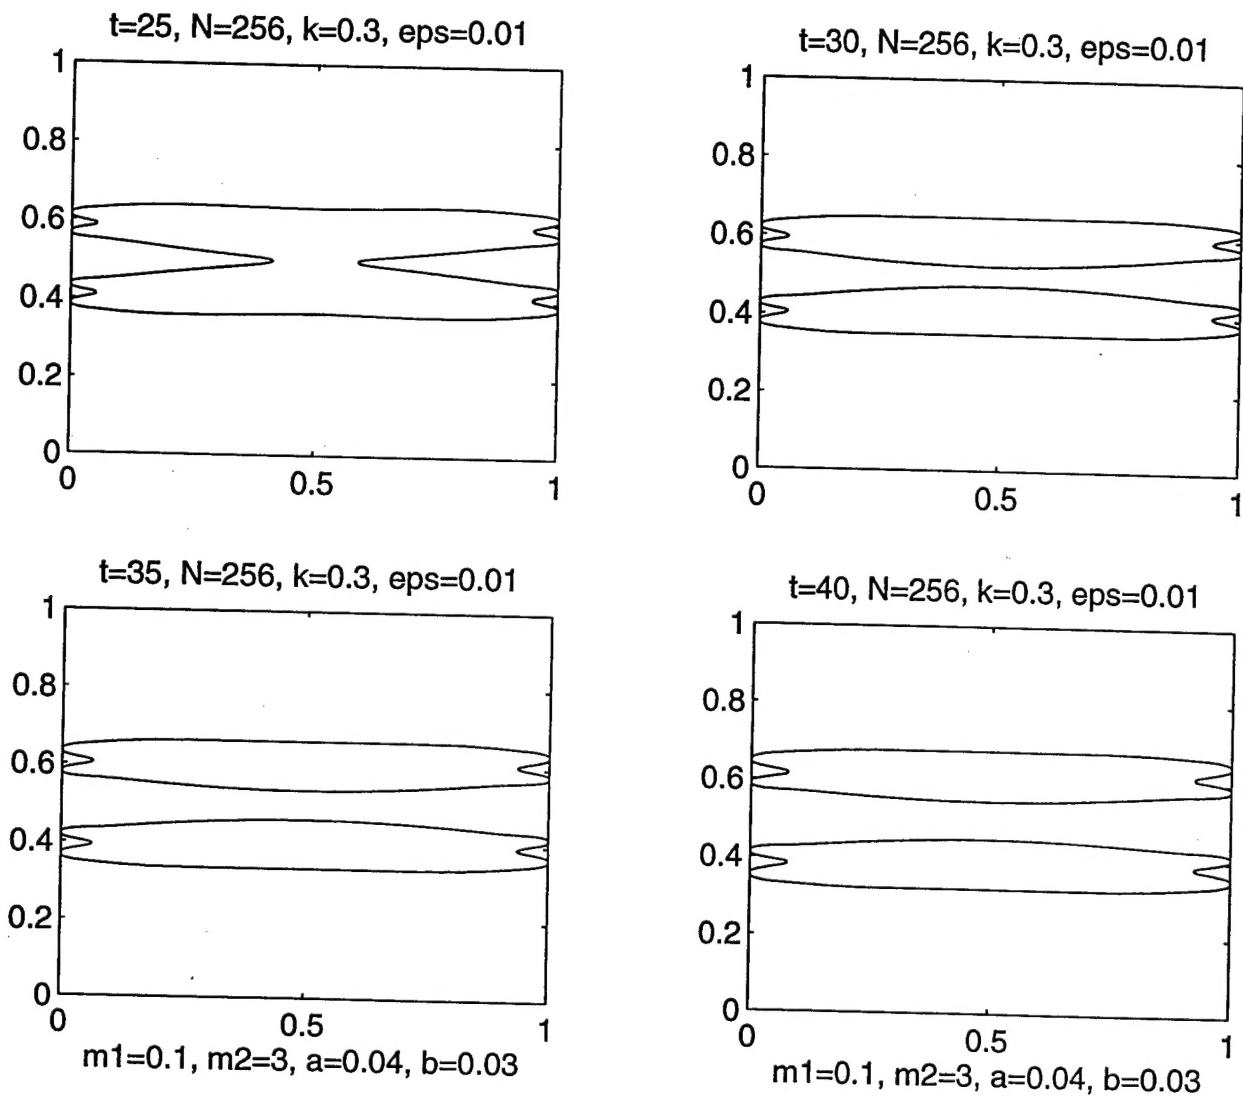 t=25, N=256, k=0.3, eps=0.01
1
0.8
0.6
0.4
0.2
0
0 0.5 1
t=30, N=256, k=0.3, eps=0.01
1
0.8
0.6
0.4
0.2
0
0 0.5 1
t=35, N=256, k=0.3, eps=0.01
1
0.8
0.6
0.4
0.2
0
0 0.5 1
m1=0.1, m2=3, a=0.04, b=0.03
t=40, N=256, k=0.3, eps=0.01
1
0.8
0.6
0.4
0.2
0
0 0.5 1
m1=0.1, m2=3, a=0.04, b=0.03